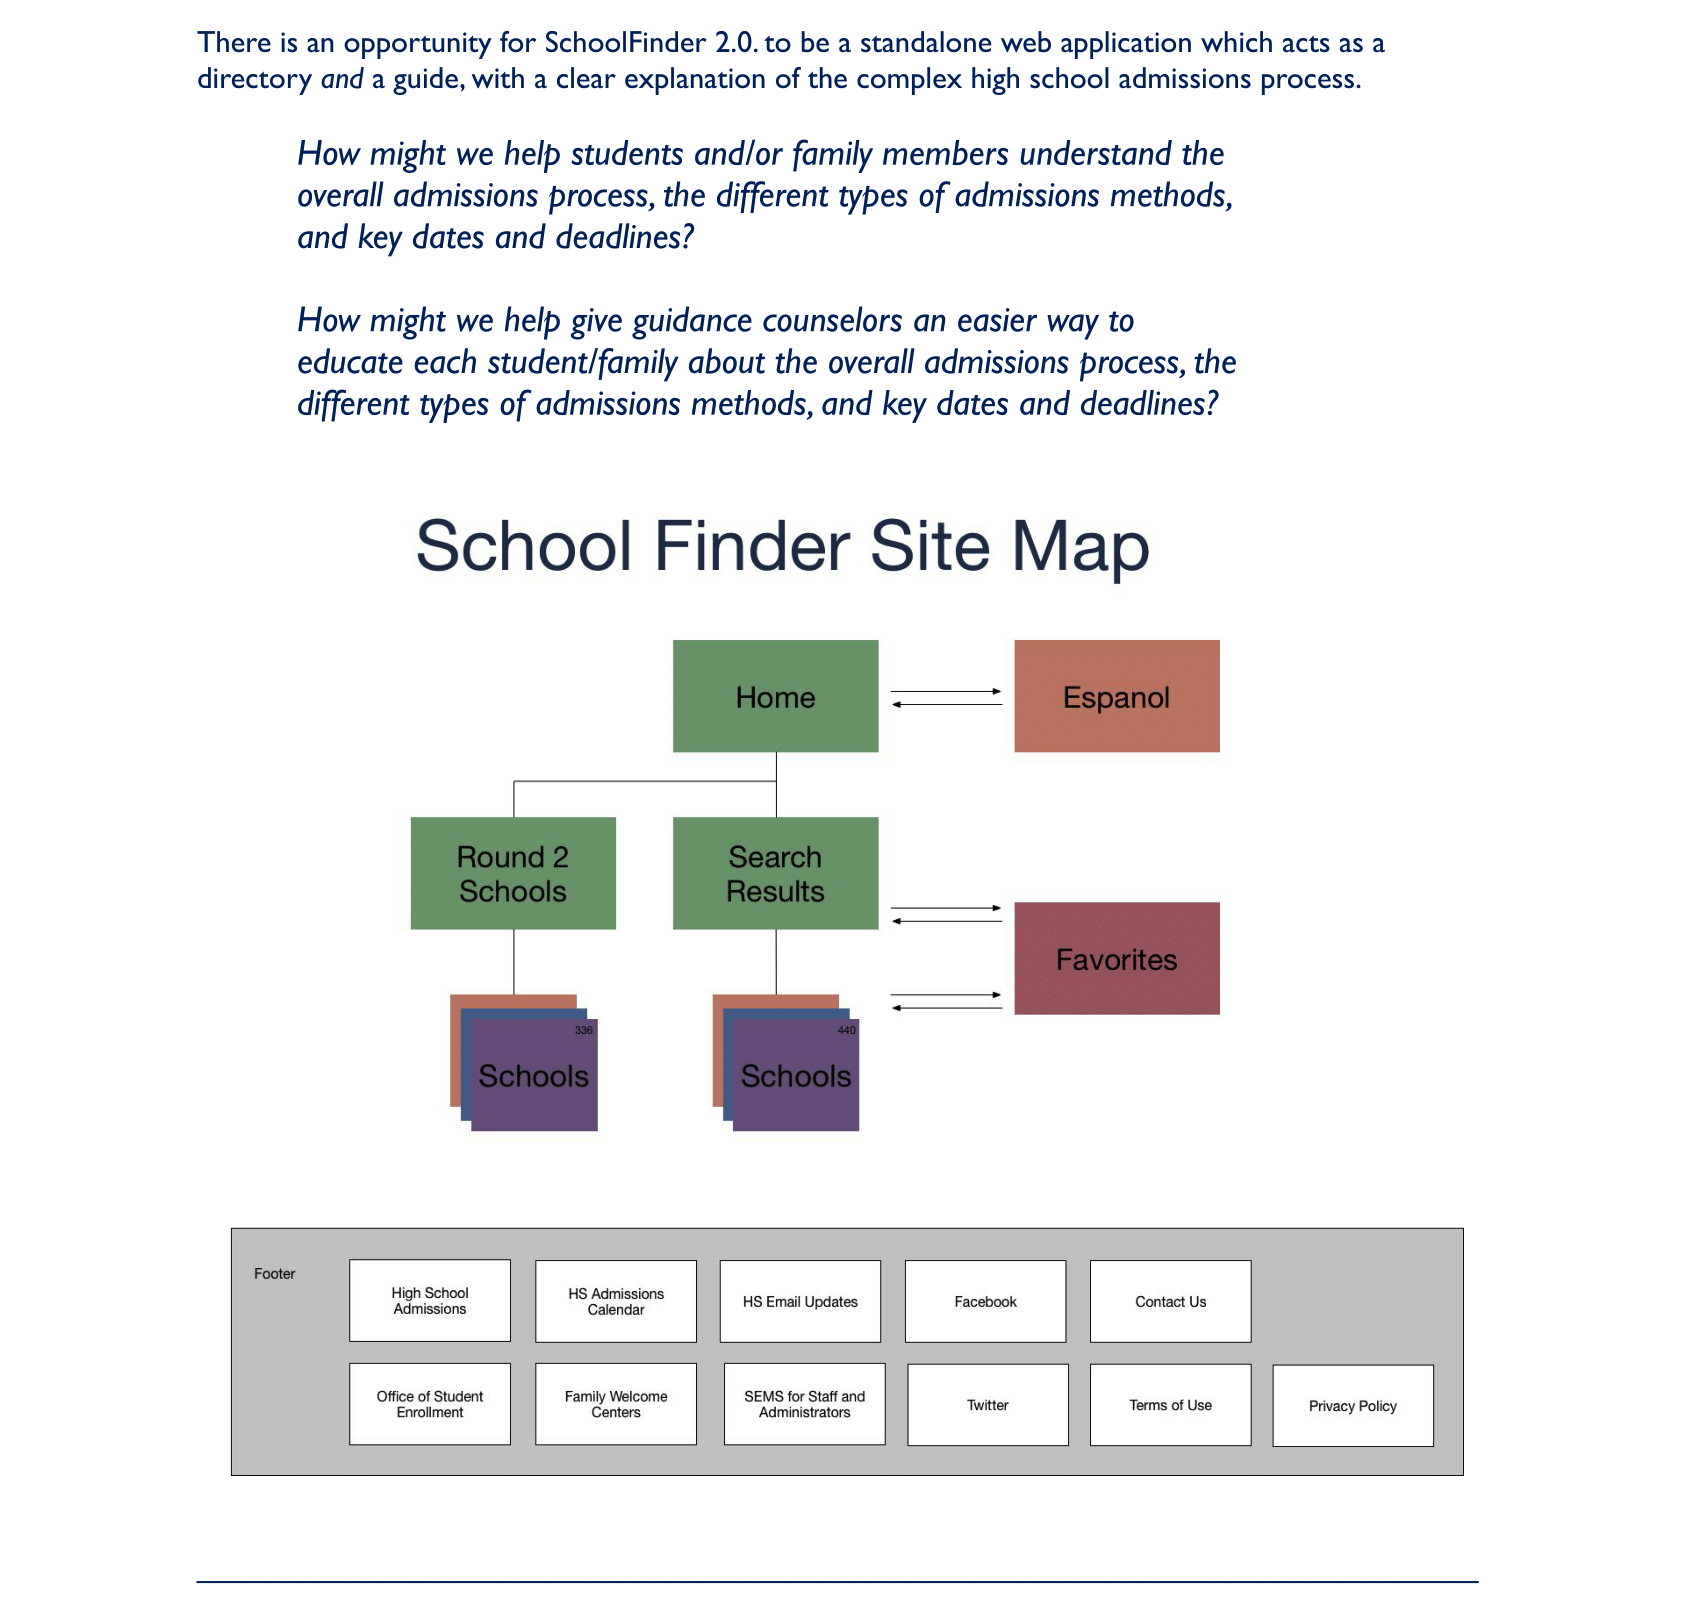 There is an opportunity for SchoolFinder 2.0. to be a standalone web application which acts as a
directory and a guide, with a clear explanation of the complex high school admissions process.
How might we help students and/or family members understand the
overall admissions process, the different types of admissions methods,
and key dates and deadlines?
How might we help give guidance counselors an easier way to
educate each student/family about the overall admissions process, the
different types of admissions methods, and key dates and deadlines?
School Finder Site Map
Home
Espanol
Round 2
Schools
Search
Results
Favorites
336
Schools
440
Schools
Footer
High School
Admissions
HS Admissions
Calendar
HS Email Updates
Facebook
Contact Us
Office of Student
Enrollment
Family Welcome
Centers
SEMS for Staff and
Administrators
Twitter
Terms of Use
Privacy Policy